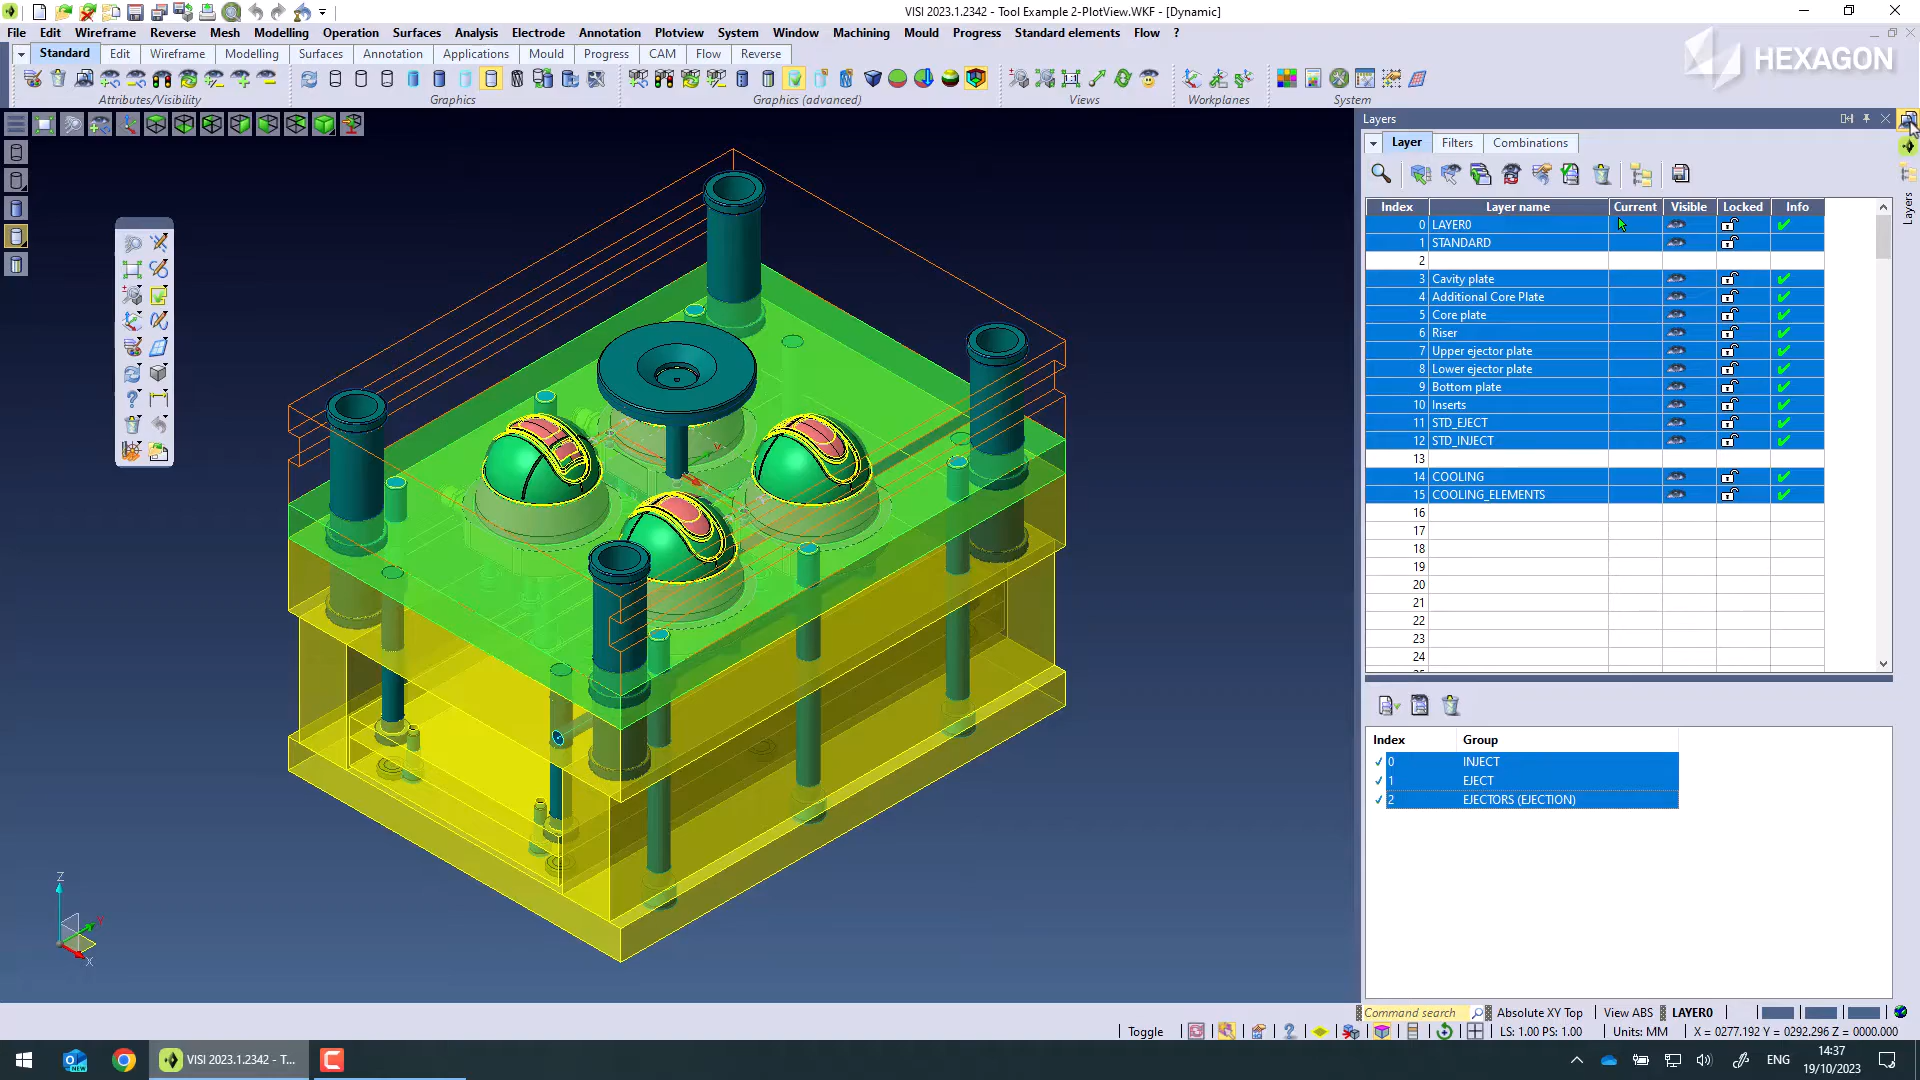 VISI 2023.1.2342 - Tool Example 2-PlotView.WKF - [Dynamic]
File Edit Wireframe Reverse Mesh Modelling Operation Surfaces Analysis Electrode Annotation Plotview System Window Machining Mould Progress Standard elements Flow ?
Standard Edit Wireframe Modelling Surfaces Annotation Applications Mould Progress CAM Flow Reverse
HEXAGON
Attributes/Visibility Graphics Graphics (advanced) Views Workplanes System
Layers
Layer Filters Combinations
Layers
Index Layer name Current Visible Locked Info
0 LAYER0
1 STANDARD
2
3 Cavity plate
4 Additional Core Plate
5 Core plate
6 Riser
7 Upper ejector plate
8 Lower ejector plate
9 Bottom plate
10 Inserts
11 STD_EJECT
12 STD_INJECT
13
14 COOLING
15 COOLING_ELEMENTS
16
17
18
19
20
21
22
23
24
Index Group
0 INJECT
1 EJECT
2 EJECTORS (EJECTION)
Z
Y
X
Command search Absolute XY Top View ABS LAYER0
Toggle LS: 1.00 PS: 1.00 Units: MM X = 0277.192 Y = 0292.296 Z = 0000.000
VISI 2023.1.2342 - T...
ENG
14:37
19/10/2023